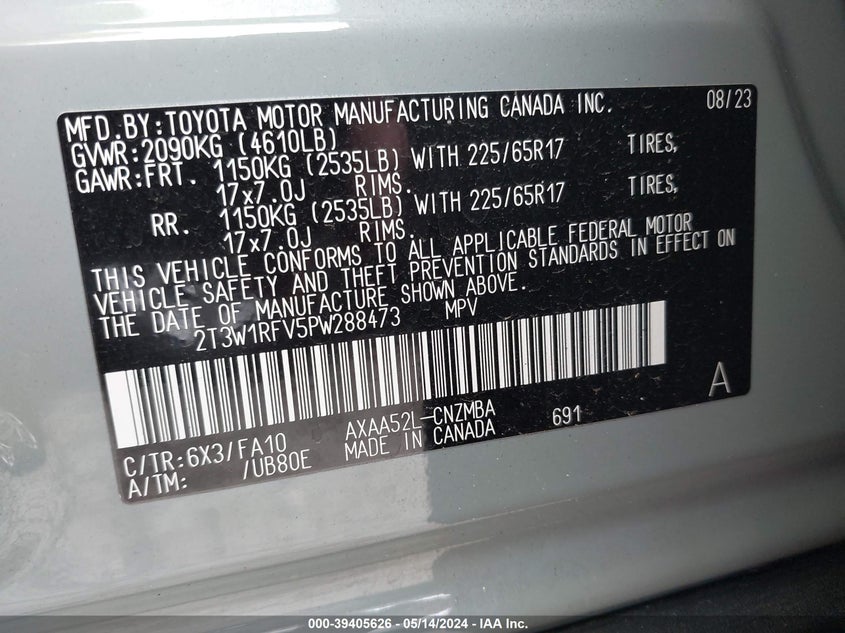 MFD.BY:TOYOTA MOTOR MANUFACTURING CANADA INC. 08/23
GVWR:2090KG (4610LB)
GAWR:FRT. 1150KG (2535LB) WITH 225/65R17 TIRES,
17x7.0J RIMS.
RR. 1150KG (2535LB) WITH 225/65R17 TIRES,
17x7.0J RIMS.
THIS VEHICLE CONFORMS TO ALL APPLICABLE FEDERAL MOTOR
VEHICLE SAFETY AND THEFT PREVENTION STANDARDS IN EFFECT ON
THE DATE OF MANUFACTURE SHOWN ABOVE.
2T3W1RFV5PW288473 MPV
A
C/TR:6X3/FA10 AXAA52L-CNZMBA 691
A/TM: /UB80E MADE IN CANADA
000-39405626 - 05/14/2024 - IAA Inc.